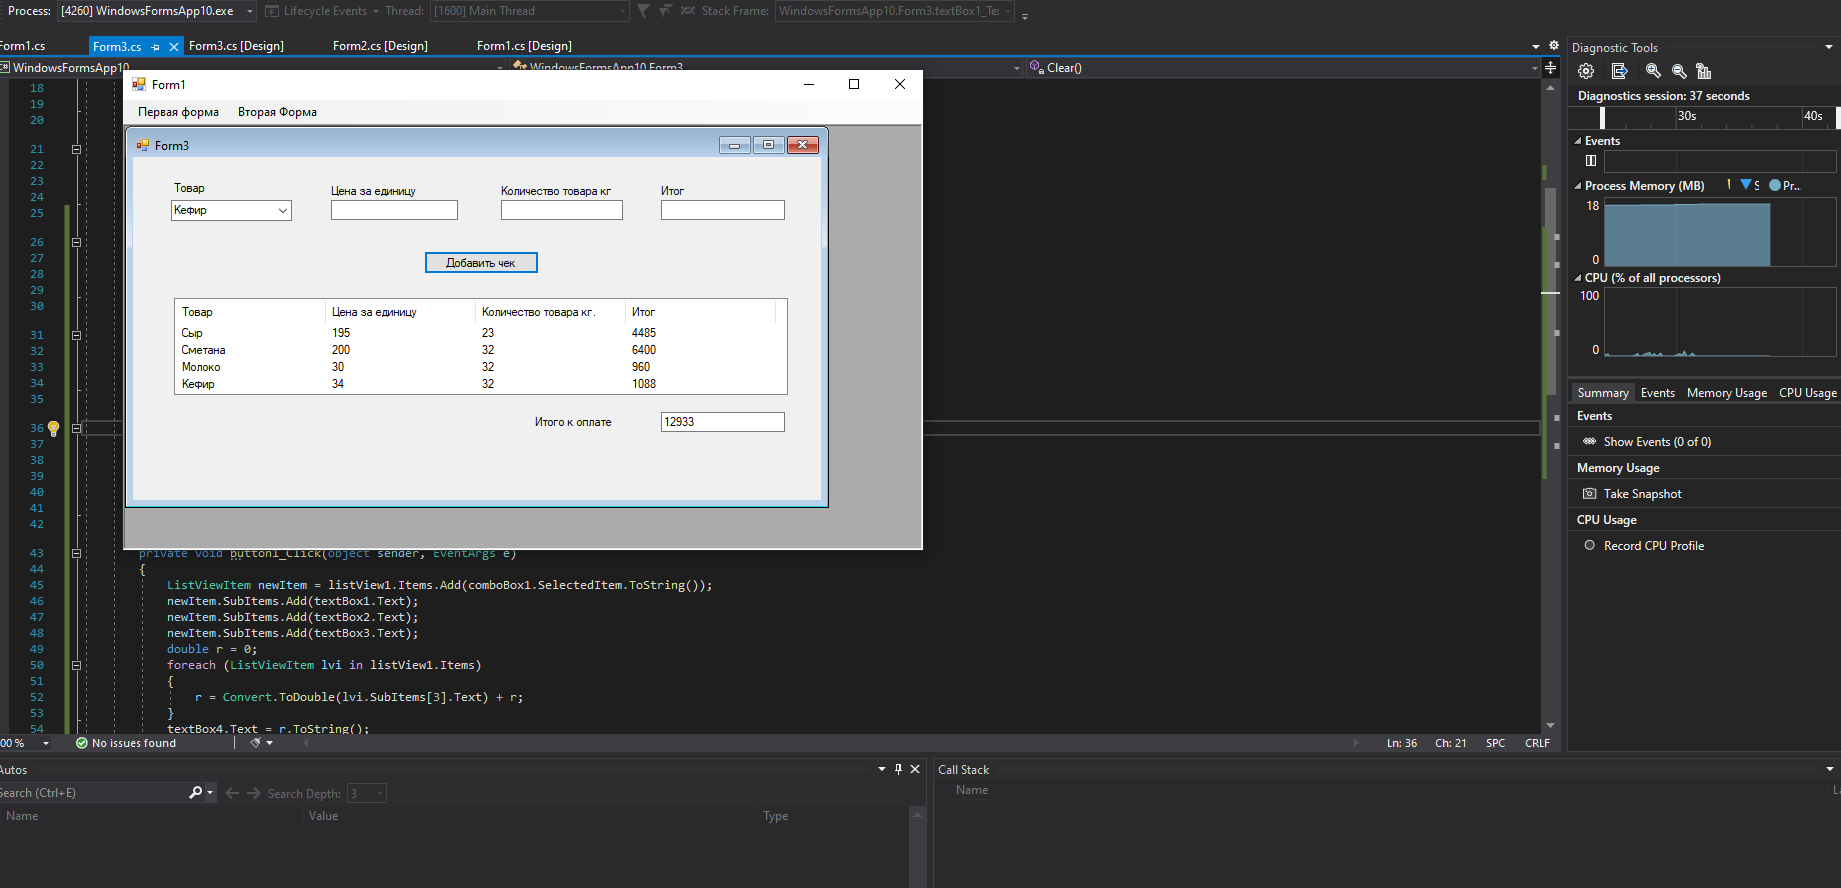 Process: [4260] WindowsFormsApp10.exe Lifecycle Events Thread: [1600] Main Thread Stack Frame: WindowsFormsApp10.Form3.textBox1_Te
Form1.cs Form3.cs Form3.cs [Design] Form2.cs [Design] Form1.cs [Design]
WindowsFormsApp10 WindowsFormsApp10.Form3 Clear()
Form1
Первая форма Вторая Форма
Form3
Товар Цена за единицу Количество товара кг Итог
Кефир
Добавить чек
Товар Цена за единицу Количество товара кг. Итог
Сыр 195 23 4485
Сметана 200 32 6400
Молоко 30 32 960
Кефир 34 32 1088
Итого к оплате 12933
18
19
20
21
22
23
24
25
26
27
28
29
30
31
32
33
34
35
36
37
38
39
40
41
42
43 private void button1_Click(object sender, EventArgs e)
44 {
45 ListViewItem newItem = listView1.Items.Add(comboBox1.SelectedItem.ToString());
46 newItem.SubItems.Add(textBox1.Text);
47 newItem.SubItems.Add(textBox2.Text);
48 newItem.SubItems.Add(textBox3.Text);
49 double r = 0;
50 foreach (ListViewItem lvi in listView1.Items)
51 {
52 r = Convert.ToDouble(lvi.SubItems[3].Text) + r;
53 }
54 textBox4.Text = r.ToString();
00 % No issues found Ln: 36 Ch: 21 SPC CRLF
Diagnostic Tools
Diagnostics session: 37 seconds
30s 40s
Events
Process Memory (MB) S Pr...
18
0
CPU (% of all processors)
100
0
Summary Events Memory Usage CPU Usage
Events
Show Events (0 of 0)
Memory Usage
Take Snapshot
CPU Usage
Record CPU Profile
Autos
Search (Ctrl+E) Search Depth: 3
Name Value Type
Call Stack
Name La